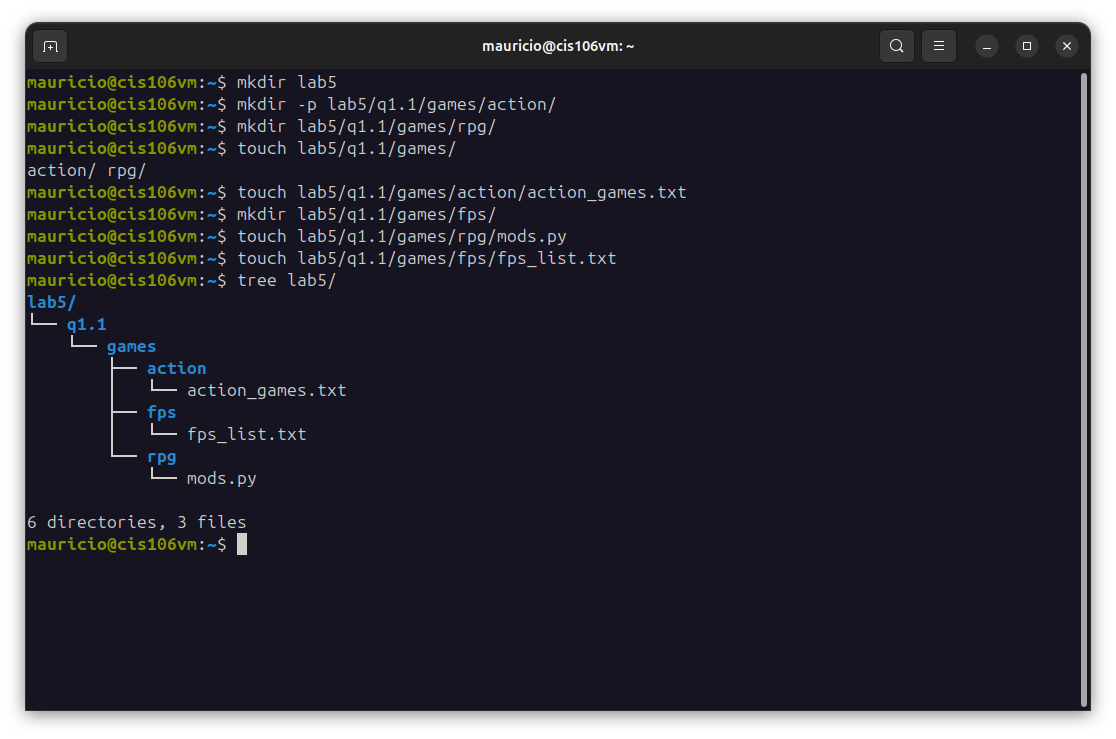 mauricio@cis106vm: ~
mauricio@cis106vm:~$ mkdir lab5
mauricio@cis106vm:~$ mkdir -p lab5/q1.1/games/action/
mauricio@cis106vm:~$ mkdir lab5/q1.1/games/rpg/
mauricio@cis106vm:~$ touch lab5/q1.1/games/
action/ rpg/
mauricio@cis106vm:~$ touch lab5/q1.1/games/action/action_games.txt
mauricio@cis106vm:~$ mkdir lab5/q1.1/games/fps/
mauricio@cis106vm:~$ touch lab5/q1.1/games/rpg/mods.py
mauricio@cis106vm:~$ touch lab5/q1.1/games/fps/fps_list.txt
mauricio@cis106vm:~$ tree lab5/
lab5/
└── q1.1
    └── games
        ├── action
        │   └── action_games.txt
        ├── fps
        │   └── fps_list.txt
        └── rpg
            └── mods.py

6 directories, 3 files
mauricio@cis106vm:~$